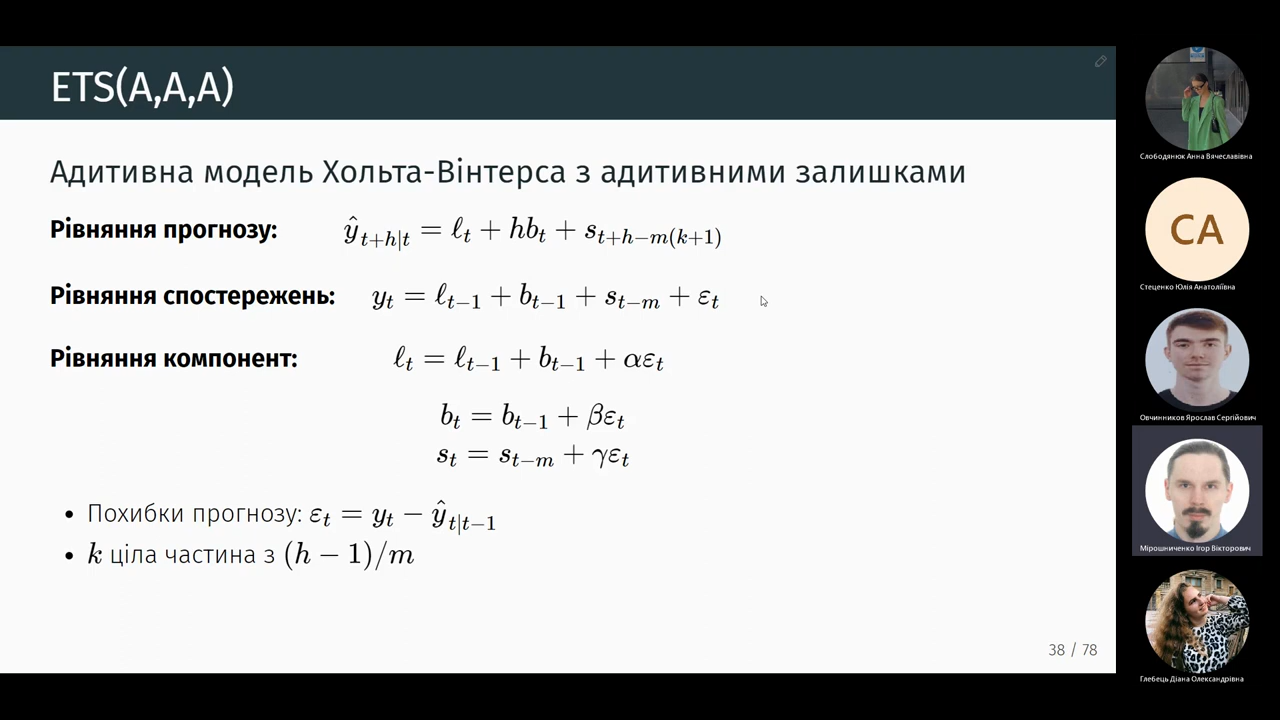 ETS(A,A,A)
Адитивна модель Хольта-Вінтерса з адитивними залишками
Рівняння прогнозу: ŷ_{t+h|t} = ℓ_t + hb_t + s_{t+h−m(k+1)}
Рівняння спостережень: y_t = ℓ_{t−1} + b_{t−1} + s_{t−m} + ε_t
Рівняння компонент: ℓ_t = ℓ_{t−1} + b_{t−1} + αε_t
b_t = b_{t−1} + βε_t
s_t = s_{t−m} + γε_t
• Похибки прогнозу: ε_t = y_t − ŷ_{t|t−1}
• k ціла частина з (h − 1)/m
38 / 78
Слободянюк Анна Вячеславівна
СА
Стеценко Юлія Анатоліївна
Овчинников Ярослав Сергійович
Мірошниченко Ігор Вікторович
Глебець Діана Олександрівна